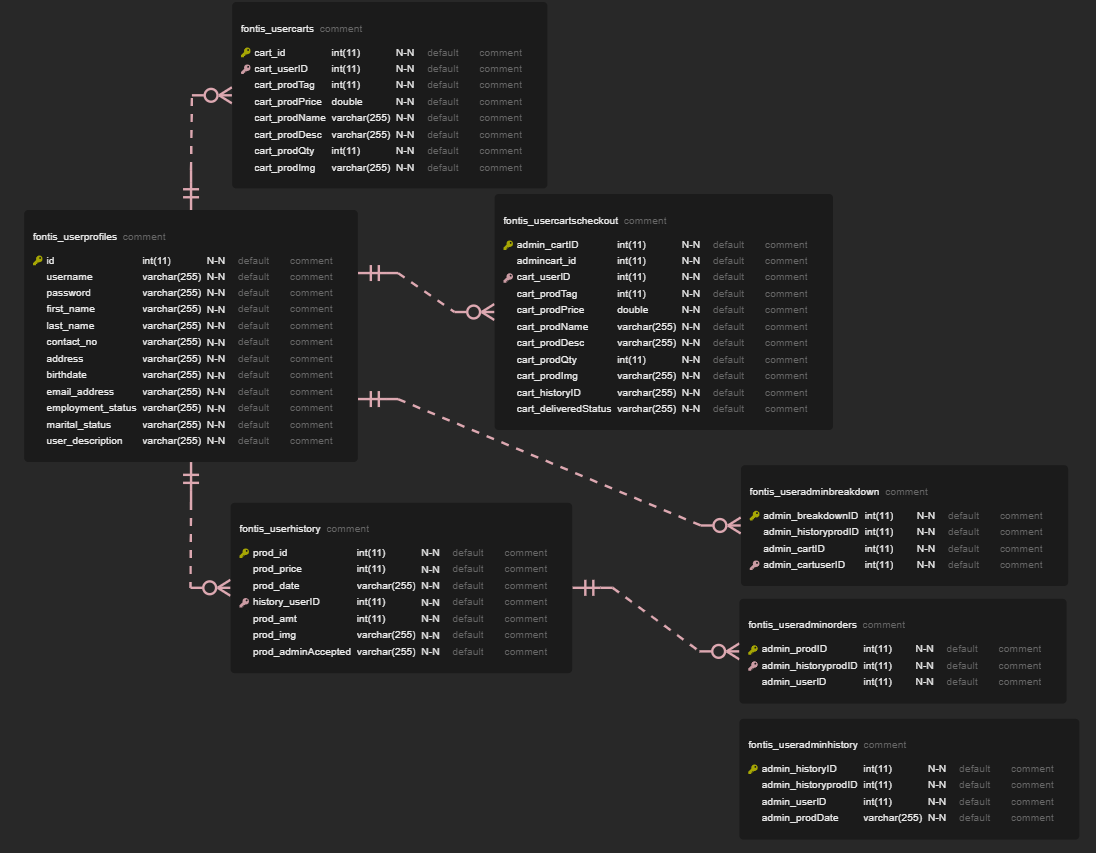 fontis_usercarts comment
cart_id int(11) N-N default comment
cart_userID int(11) N-N default comment
cart_prodTag int(11) N-N default comment
cart_prodPrice double N-N default comment
cart_prodName varchar(255) N-N default comment
cart_prodDesc varchar(255) N-N default comment
cart_prodQty int(11) N-N default comment
cart_prodImg varchar(255) N-N default comment
fontis_userprofiles comment
id int(11) N-N default comment
username varchar(255) N-N default comment
password varchar(255) N-N default comment
first_name varchar(255) N-N default comment
last_name varchar(255) N-N default comment
contact_no varchar(255) N-N default comment
address varchar(255) N-N default comment
birthdate varchar(255) N-N default comment
email_address varchar(255) N-N default comment
employment_status varchar(255) N-N default comment
marital_status varchar(255) N-N default comment
user_description varchar(255) N-N default comment
fontis_usercartscheckout comment
admin_cartID int(11) N-N default comment
admincart_id int(11) N-N default comment
cart_userID int(11) N-N default comment
cart_prodTag int(11) N-N default comment
cart_prodPrice double N-N default comment
cart_prodName varchar(255) N-N default comment
cart_prodDesc varchar(255) N-N default comment
cart_prodQty int(11) N-N default comment
cart_prodImg varchar(255) N-N default comment
cart_historyID varchar(255) N-N default comment
cart_deliveredStatus varchar(255) N-N default comment
fontis_userhistory comment
prod_id int(11) N-N default comment
prod_price int(11) N-N default comment
prod_date varchar(255) N-N default comment
history_userID int(11) N-N default comment
prod_amt int(11) N-N default comment
prod_img varchar(255) N-N default comment
prod_adminAccepted varchar(255) N-N default comment
fontis_useradminbreakdown comment
admin_breakdownID int(11) N-N default comment
admin_historyprodID int(11) N-N default comment
admin_cartID int(11) N-N default comment
admin_cartuserID int(11) N-N default comment
fontis_useradminorders comment
admin_prodID int(11) N-N default comment
admin_historyprodID int(11) N-N default comment
admin_userID int(11) N-N default comment
fontis_useradminhistory comment
admin_historyID int(11) N-N default comment
admin_historyprodID int(11) N-N default comment
admin_userID int(11) N-N default comment
admin_prodDate varchar(255) N-N default comment